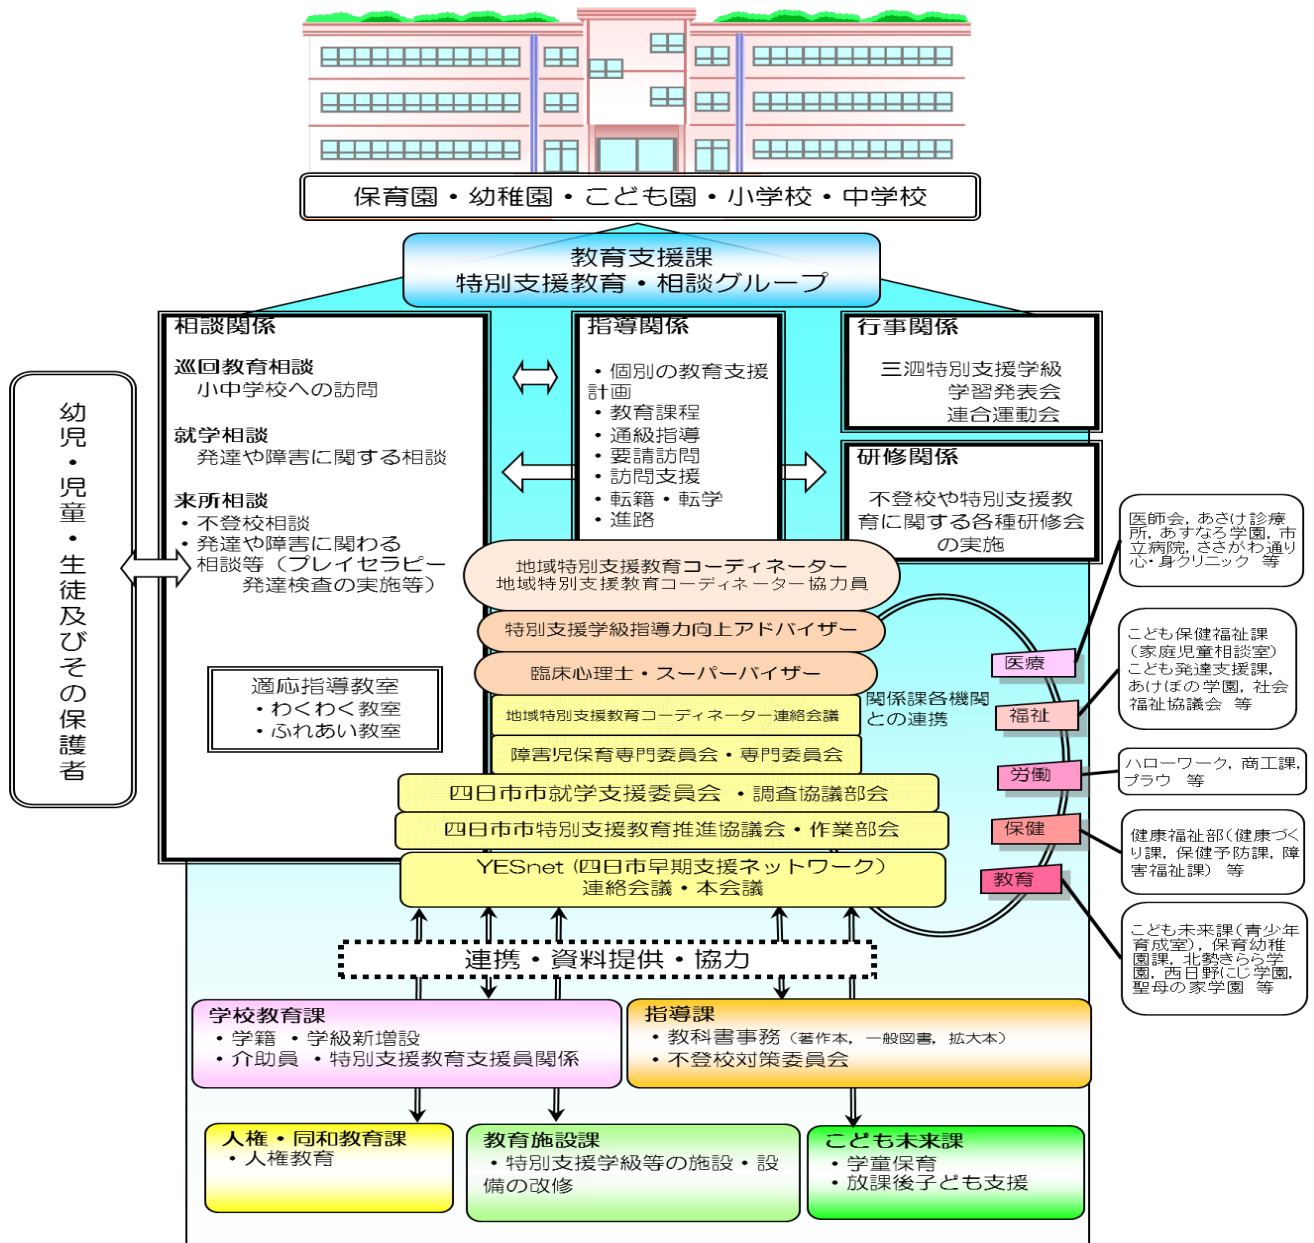 保育園・幼稚園・こども園・小学校・中学校
教育支援課
特別支援教育・相談グループ
幼児・児童・生徒及びその保護者
相談関係
巡回教育相談
小中学校への訪問
就学相談
発達や障害に関する相談
来所相談
・不登校相談
・発達や障害に関わる
相談等(プレイセラピー
発達検査の実施等)
適応指導教室
・わくわく教室
・ふれあい教室
指導関係
・個別の教育支援
計画
・教育課程
・通級指導
・要請訪問
・訪問支援
・転籍・転学
・進路
行事関係
三泗特別支援学級
学習発表会
連合運動会
研修関係
不登校や特別支援教
育に関する各種研修会
の実施
地域特別支援教育コーディネーター
地域特別支援教育コーディネーター協力員
特別支援学級指導力向上アドバイザー
臨床心理士・スーパーバイザー
地域特別支援教育コーディネーター連絡会議
障害児保育専門委員会・専門委員会
四日市市就学支援委員会・調査協議部会
四日市市特別支援教育推進協議会・作業部会
YESnet(四日市早期支援ネットワーク)
連絡会議・本会議
関係課各機関
との連携
医療
福祉
労働
保健
教育
医師会，あさけ診療
所，あすなろ学園，市
立病院，ささがわ通り
心・身クリニック 等
こども保健福祉課
(家庭児童相談室)
こども発達支援課，
あけぼの学園，社会
福祉協議会 等
ハローワーク，商工課，
プラウ 等
健康福祉部(健康づく
り課，保健予防課，障
害福祉課) 等
こども未来課(青少年
育成室)，保育幼稚
園課，北勢きらら学
園，西日野にじ学園，
聖母の家学園 等
連携・資料提供・協力
学校教育課
・学籍 ・学級新増設
・介助員 ・特別支援教育支援員関係
指導課
・教科書事務(著作本，一般図書，拡大本)
・不登校対策委員会
人権・同和教育課
・人権教育
教育施設課
・特別支援学級等の施設・設
備の改修
こども未来課
・学童保育
・放課後子ども支援